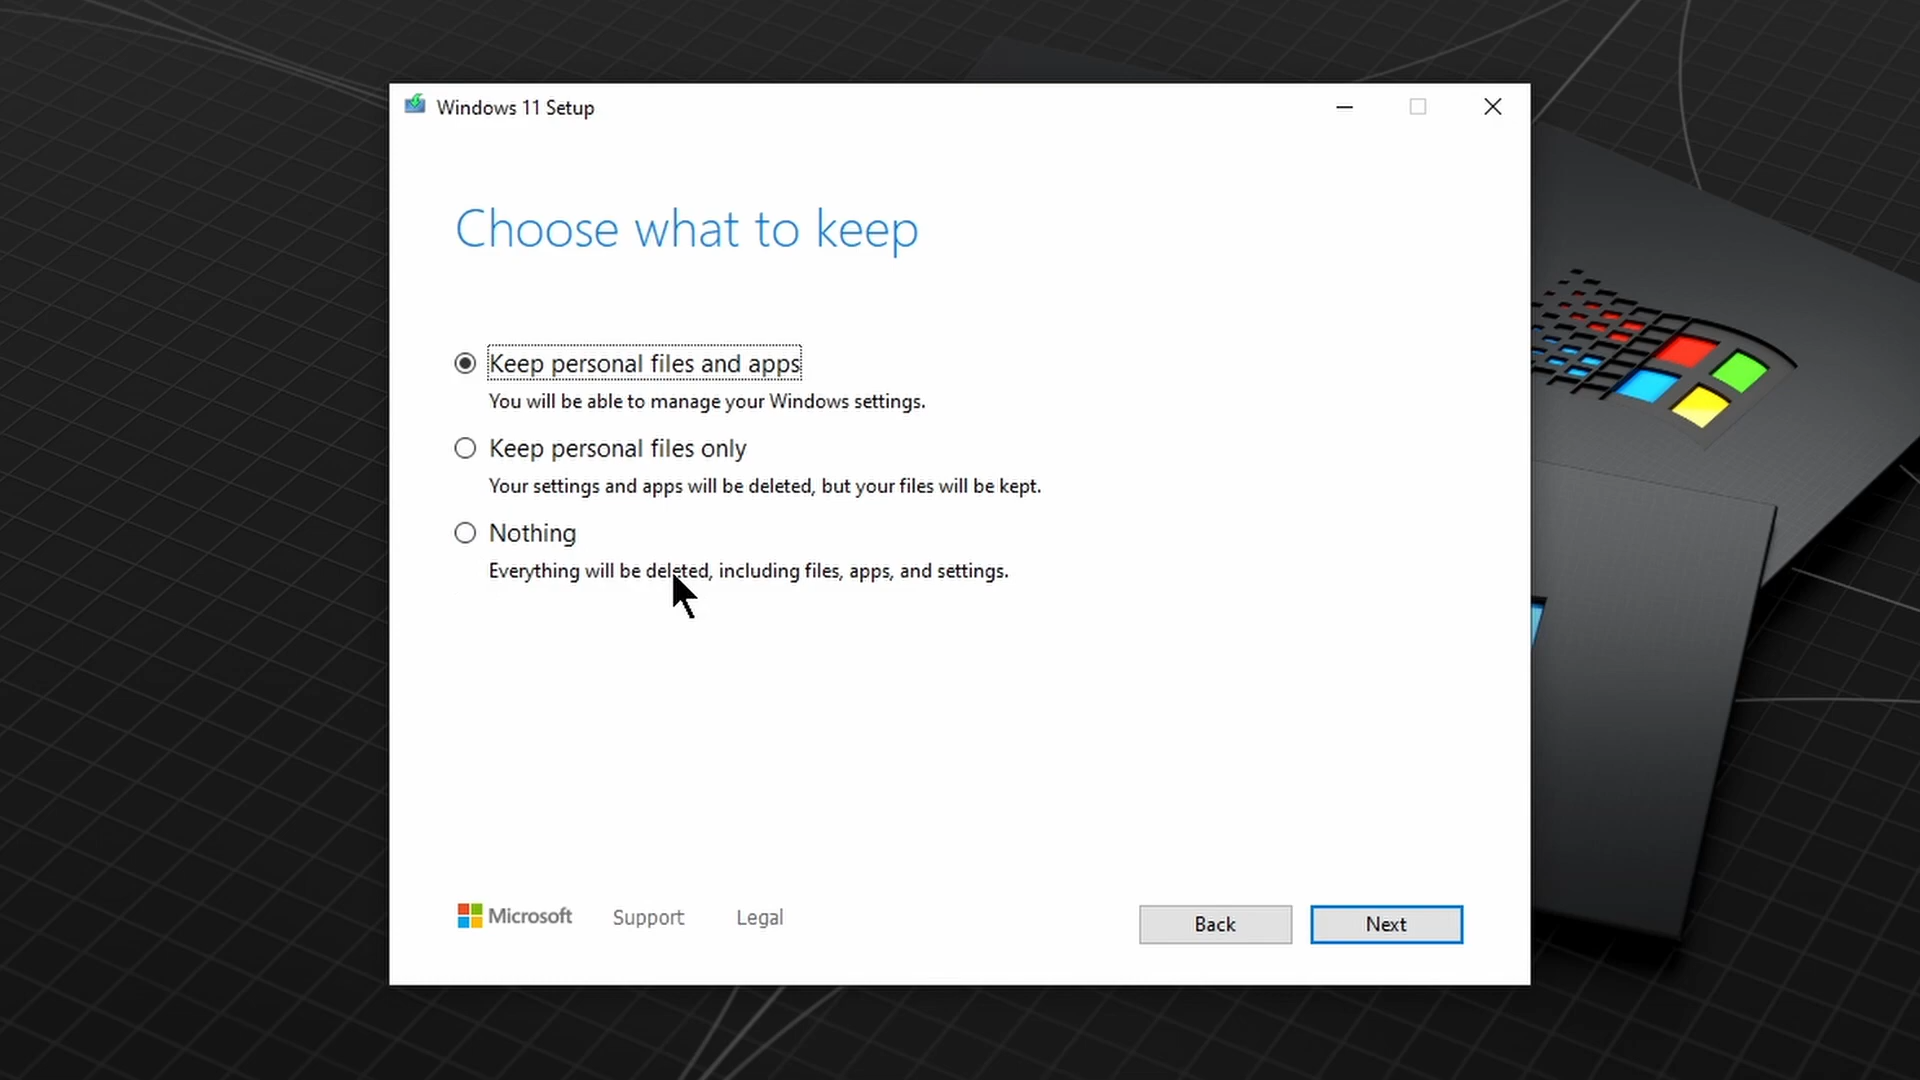 Windows 11 Setup
Choose what to keep
Keep personal files and apps
You will be able to manage your Windows settings.
Keep personal files only
Your settings and apps will be deleted, but your files will be kept.
Nothing
Everything will be deleted, including files, apps, and settings.
Microsoft Support Legal Back Next